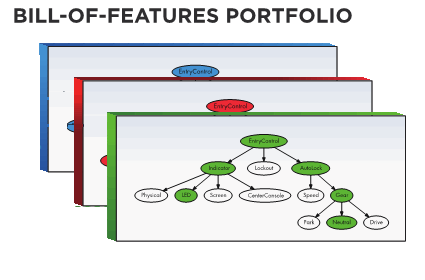 BILL-OF-FEATURES PORTFOLIO
EntryControl
EntryControl
EntryControl
Indicator Lockout AutoLock
Physical LED Screen CenterConsole Speed Gear
Park Neutral Drive